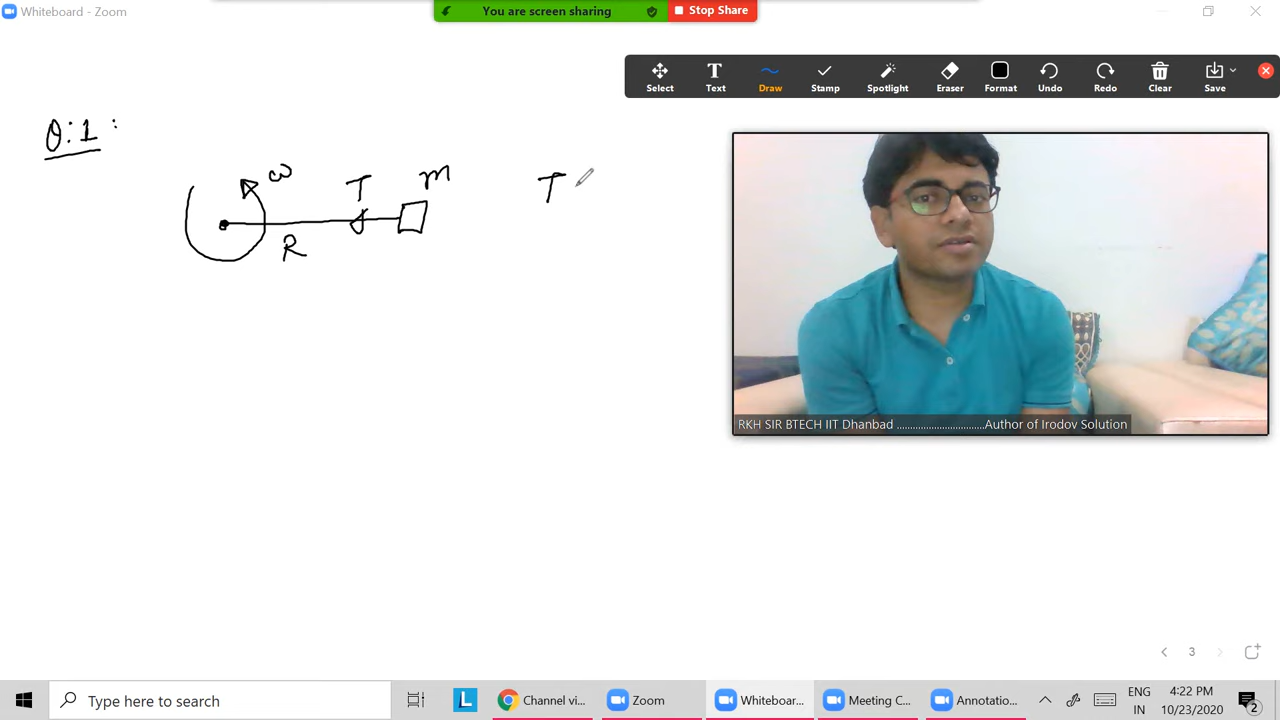 Whiteboard - Zoom
You are screen sharing
Stop Share
Select Text Draw Stamp Spotlight Eraser Format Undo Redo Clear Save
Q:1:
ω
T
m
T
R
RKH SIR BTECH IIT Dhanbad ..................................Author of Irodov Solution
3
Type here to search
L
Channel vi...
Zoom
Whiteboar...
Meeting C...
Annotatio...
ENG
IN
4:22 PM
10/23/2020
2